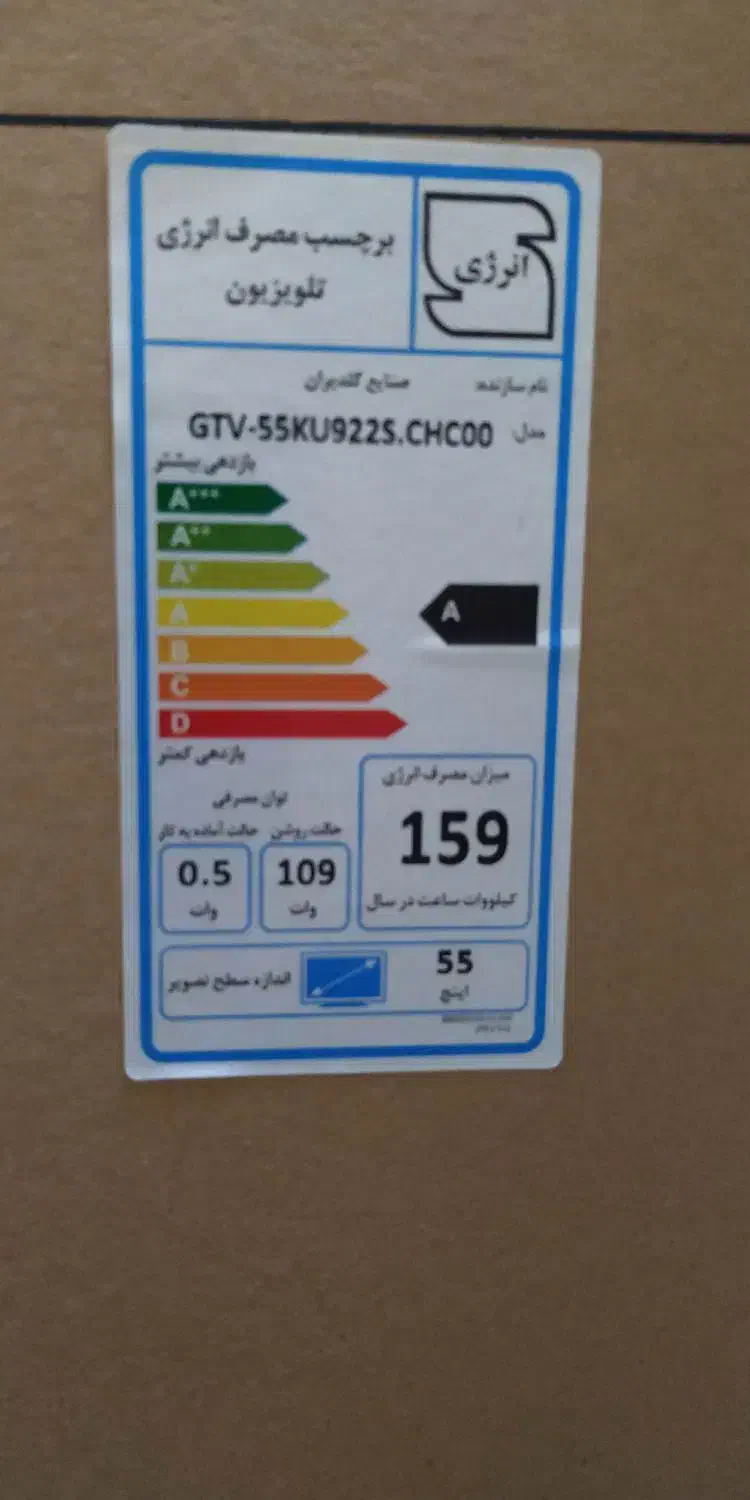 برچسب مصرف انرژی
تلویزیون
انرژی
نام سازنده: صنایع گلدیران
مدل: GTV-55KU922S.CHC00
بازدهی بیشتر
A+++
A++
A+
A
A
B
C
D
بازدهی کمتر
میزان مصرف انرژی
159
کیلووات ساعت در سال
توان مصرفی
حالت روشن
109
وات
حالت آماده به کار
0.5
وات
اندازه سطح تصویر
55
اینچ